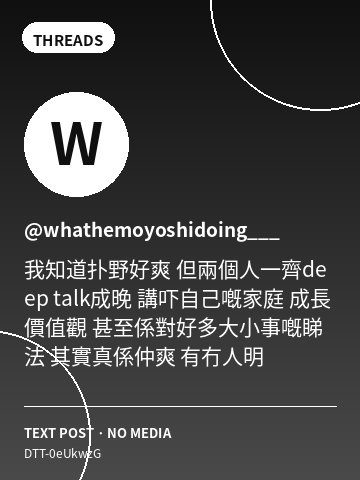 THREADS
W
@whathemoyoshidoing___
我知道扑野好爽 但兩個人一齊de
ep talk成晚 講吓自己嘅家庭 成長
價值觀 甚至係對好多大小事嘅睇
法 其實真係仲爽 有冇人明
TEXT POST · NO MEDIA
DTT-0eUkwzG